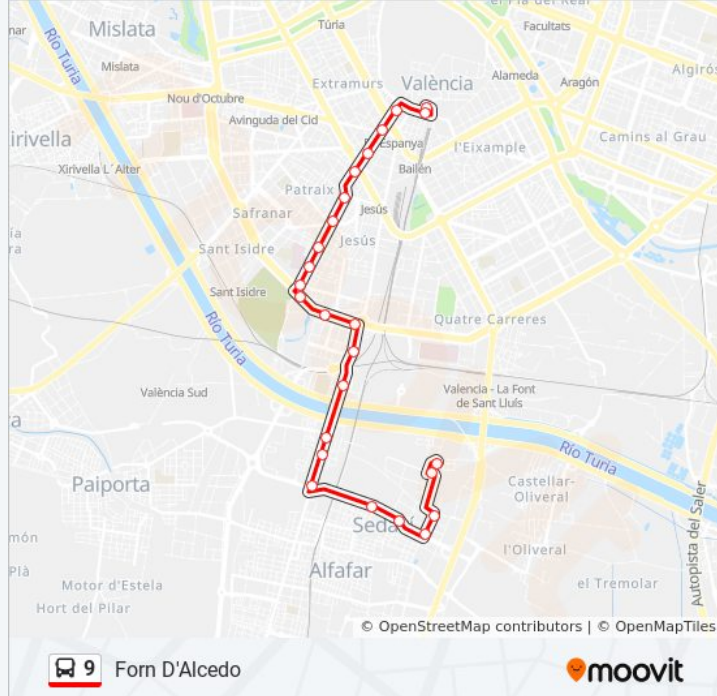 el Pla del Real
Mislata
Túria
Facultats
Río Turia
Mislata
Extramurs
València
Alameda
Aragón
Algirós
Nou d'Octubre
Avinguda del Cid
Espanya
l'Eixample
Camins al Grau
Xirivella L´Alter
Bailén
Patraix
Jesús
Safranar
Jesús
Sant Isidre
Sant Isidre
Quatre Carreres
Río Turia
València Sud
Valencia - La Font
de Sant Lluís
Río Turia
Paiporta
Castellar-
Oliveral
Autopista del Saler
Sedaví
l'Oliveral
Plà
Alfafar
el Tremolar
Motor d'Estela
Hort del Pilar
© OpenStreetMap contributors | © OpenMapTiles
9 Forn D'Alcedo
moovit